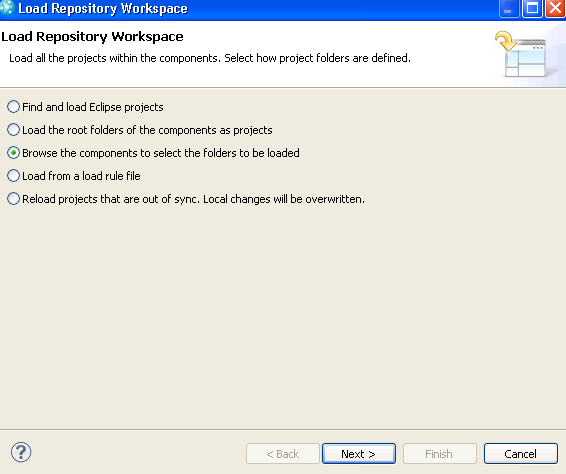 Load Repository Workspace
Load Repository Workspace
Load all the projects within the components. Select how project folders are defined.
Find and load Eclipse projects
Load the root folders of the components as projects
Browse the components to select the folders to be loaded
Load from a load rule file
Reload projects that are out of sync. Local changes will be overwritten.
? < Back Next > Finish Cancel